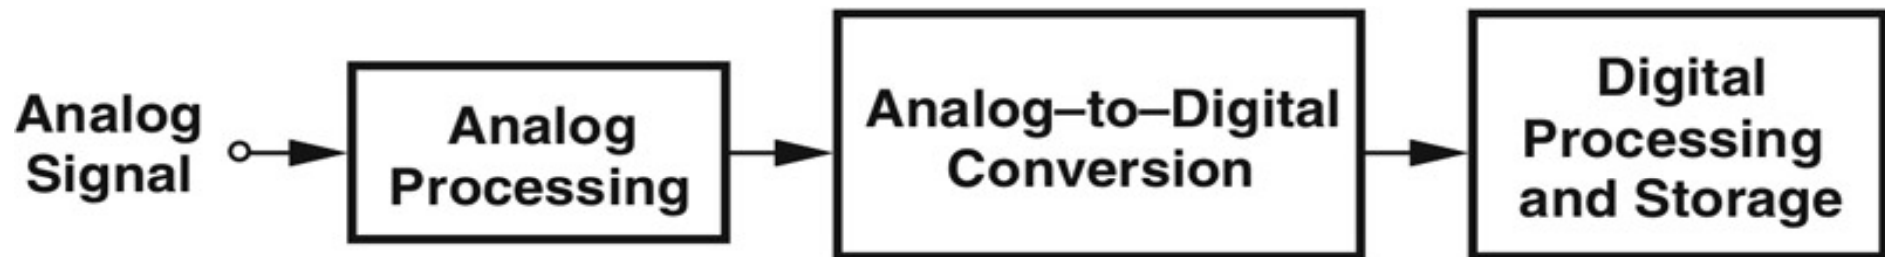 Analog
Signal
Analog
Processing
Analog–to–Digital
Conversion
Digital
Processing
and Storage